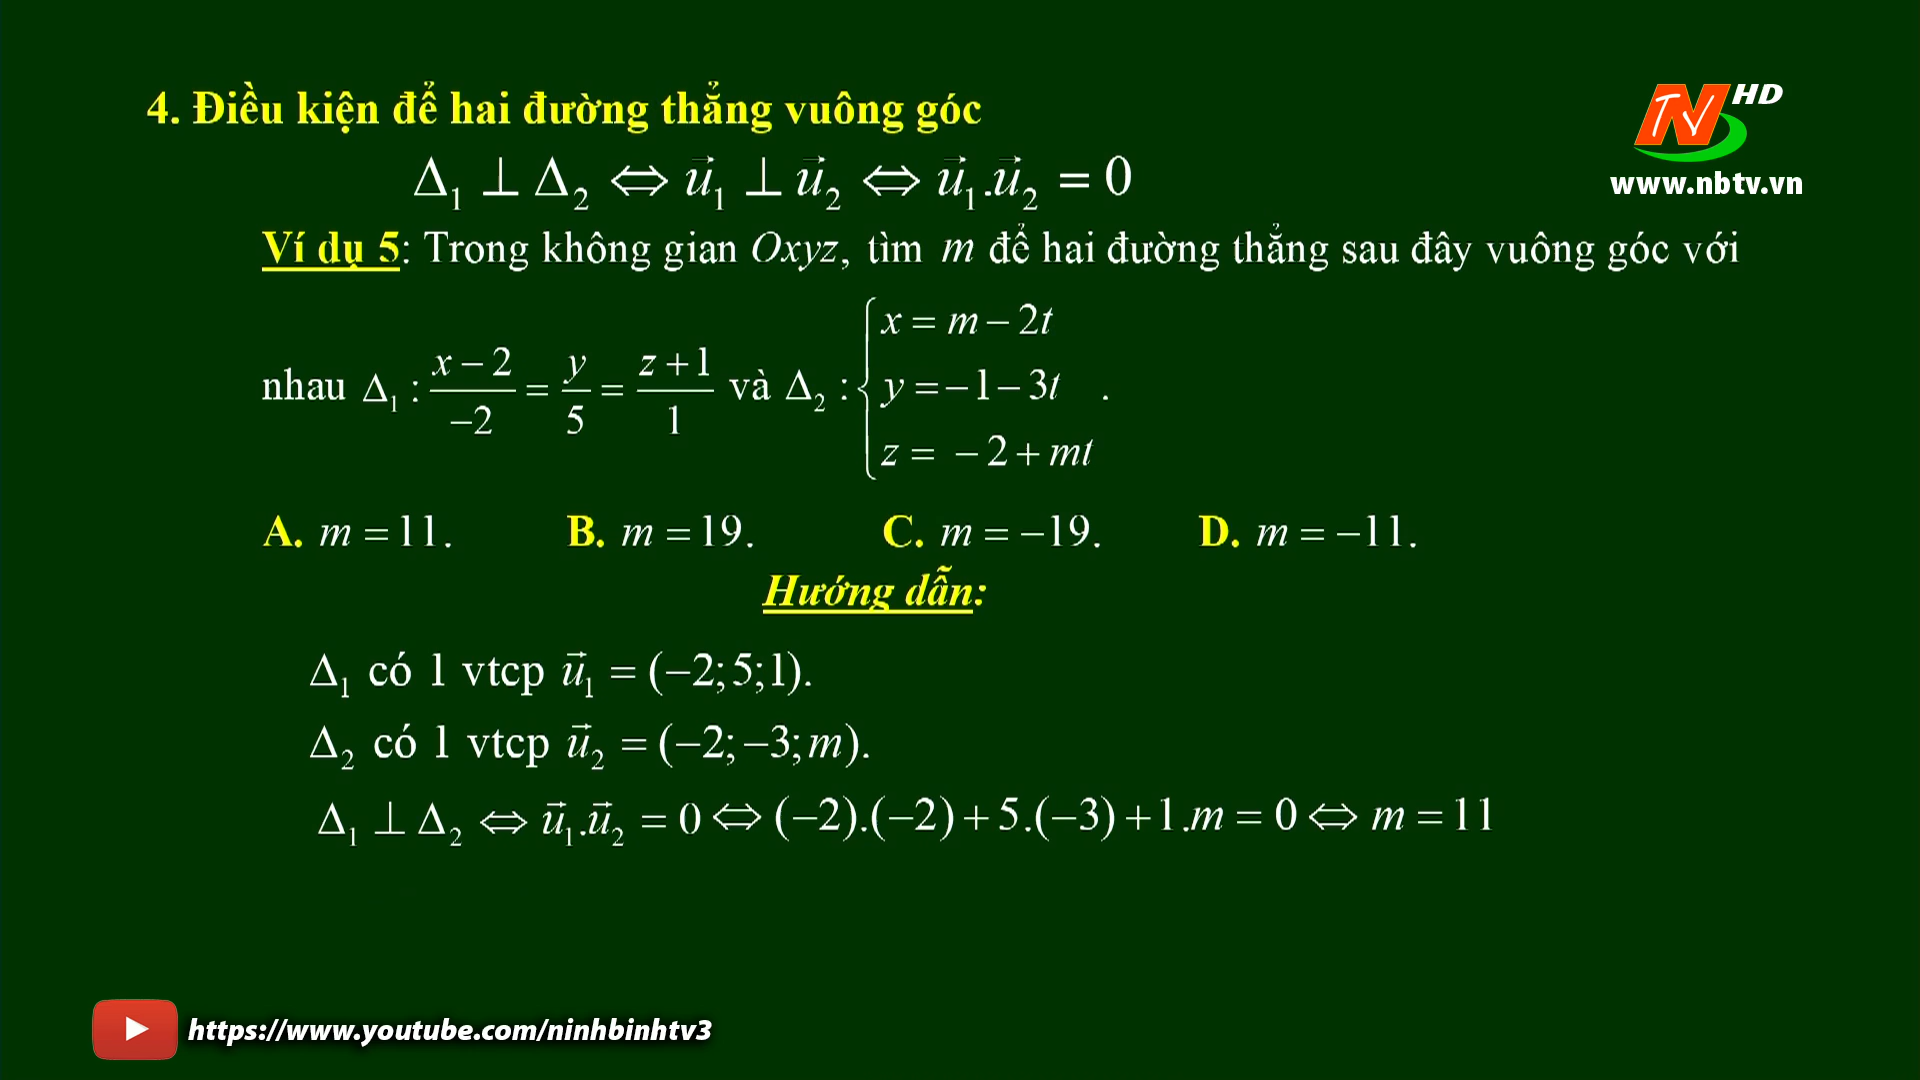 4. Điều kiện để hai đường thẳng vuông góc
NTV HD
www.nbtv.vn
Δ₁ ⊥ Δ₂ ⇔ u⃗₁ ⊥ u⃗₂ ⇔ u⃗₁.u⃗₂ = 0
Ví dụ 5: Trong không gian Oxyz, tìm m để hai đường thẳng sau đây vuông góc với
nhau Δ₁ : (x − 2)/(−2) = y/5 = (z + 1)/1 và Δ₂ : { x = m − 2t; y = −1 − 3t; z = −2 + mt .
A. m = 11. B. m = 19. C. m = −19. D. m = −11.
Hướng dẫn:
Δ₁ có 1 vtcp u⃗₁ = (−2; 5; 1).
Δ₂ có 1 vtcp u⃗₂ = (−2; −3; m).
Δ₁ ⊥ Δ₂ ⇔ u⃗₁.u⃗₂ = 0 ⇔ (−2).(−2) + 5.(−3) + 1.m = 0 ⇔ m = 11
https://www.youtube.com/ninhbinhtv3